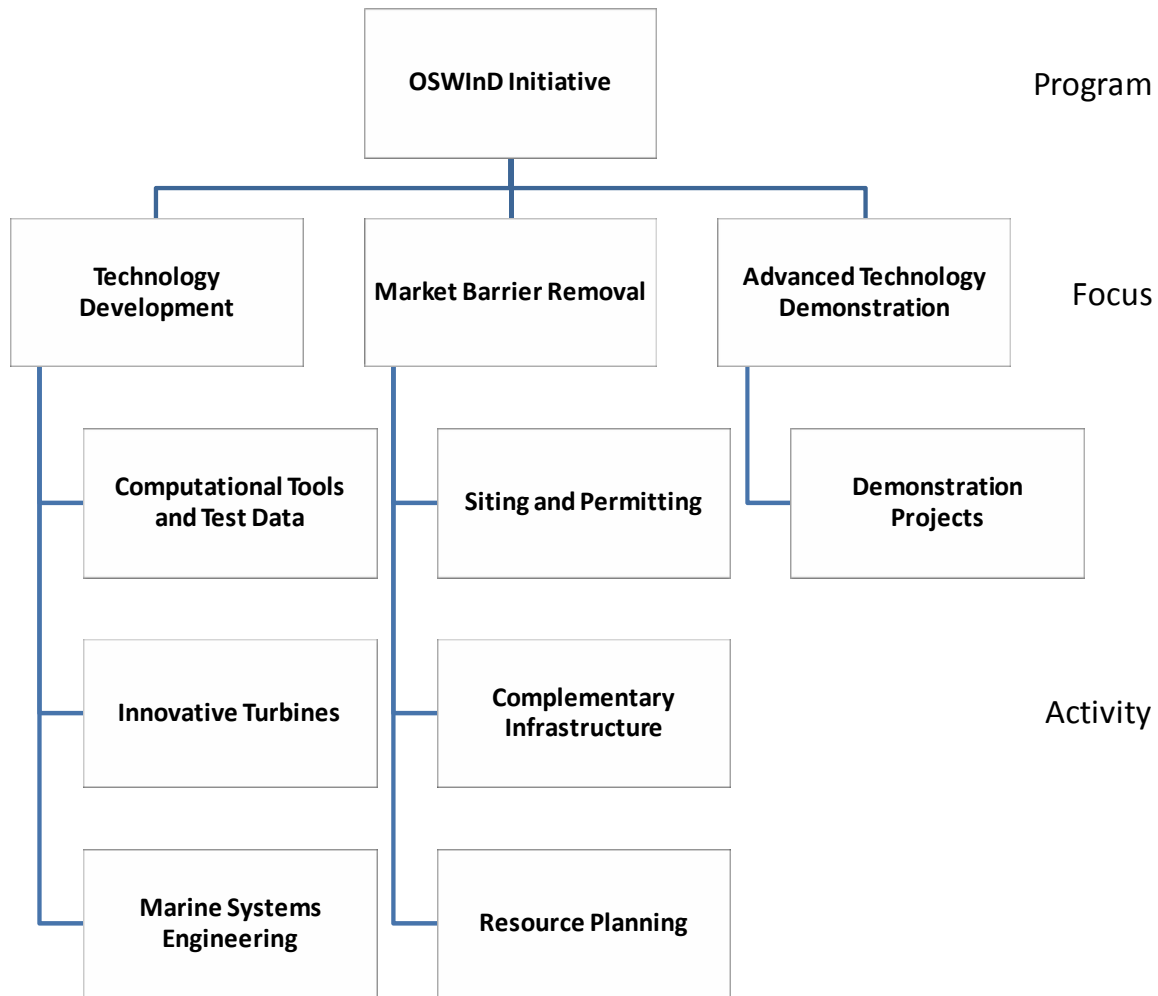 OSWInD Initiative
Program
Technology
Development
Market Barrier Removal
Advanced Technology
Demonstration
Focus
Computational Tools
and Test Data
Siting and Permitting
Demonstration
Projects
Innovative Turbines
Complementary
Infrastructure
Activity
Marine Systems
Engineering
Resource Planning